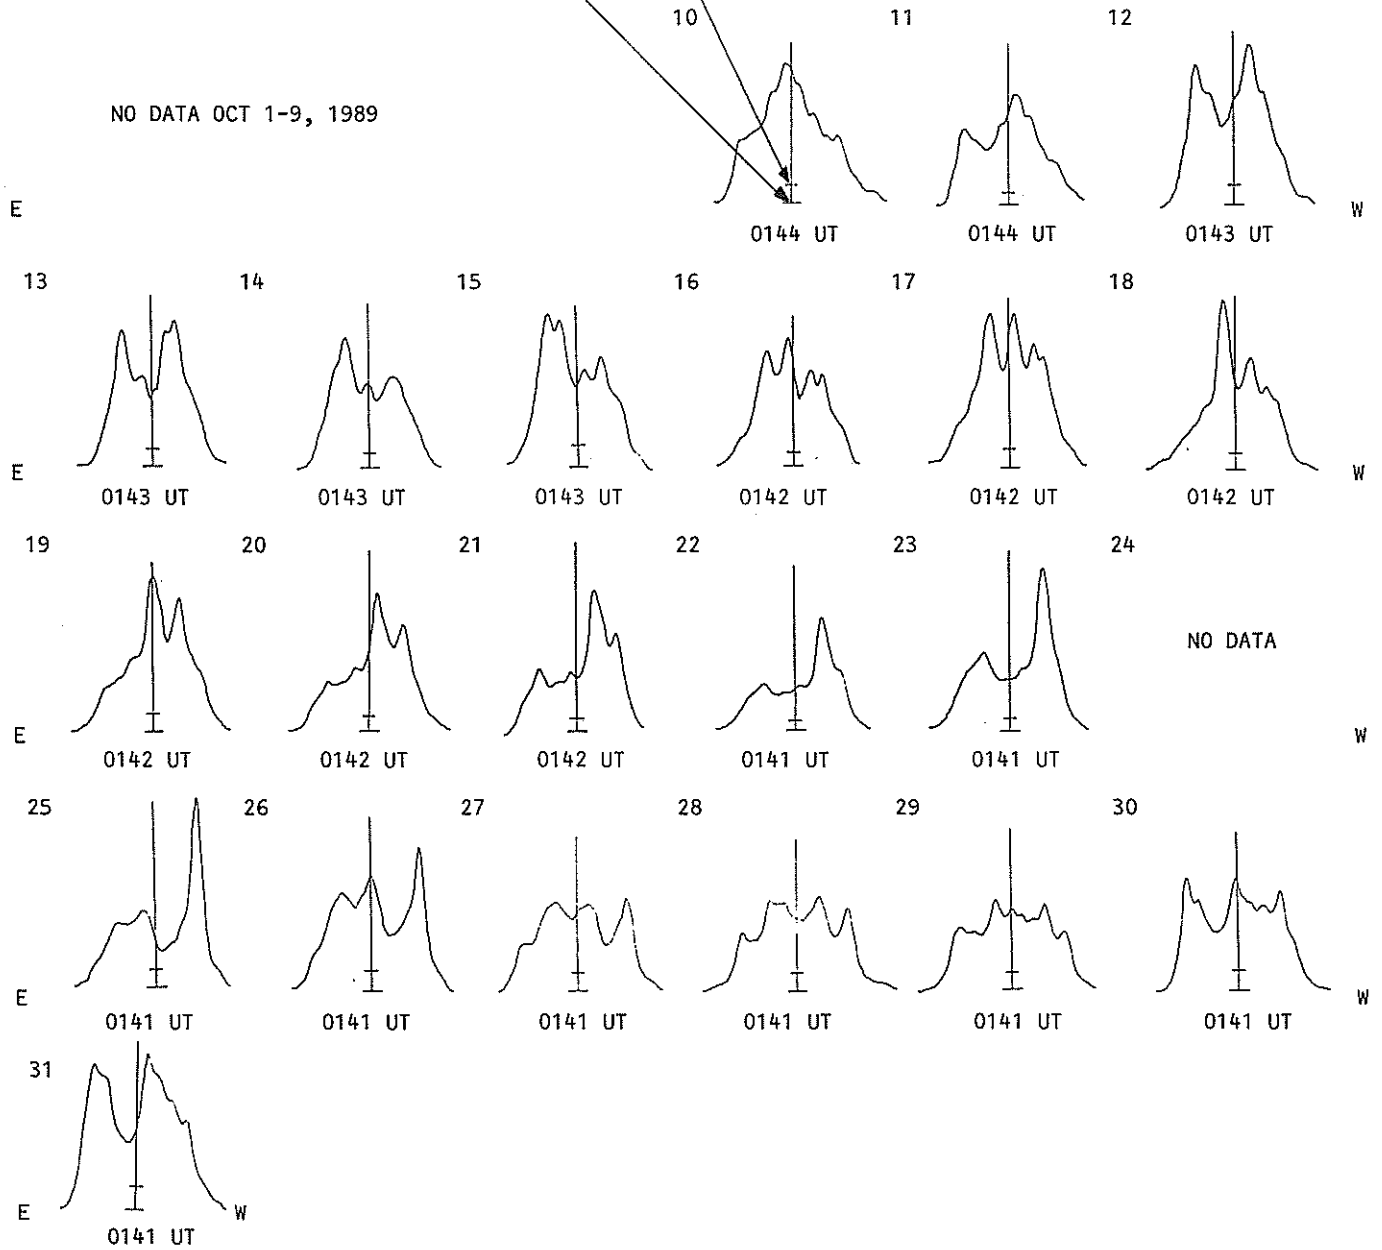 10 11 12
NO DATA OCT 1-9, 1989
E W
0144 UT 0144 UT 0143 UT
13 14 15 16 17 18
E W
0143 UT 0143 UT 0143 UT 0142 UT 0142 UT 0142 UT
19 20 21 22 23 24
NO DATA
E W
0142 UT 0142 UT 0142 UT 0141 UT 0141 UT
25 26 27 28 29 30
E W
0141 UT 0141 UT 0141 UT 0141 UT 0141 UT 0141 UT
31
E W
0141 UT